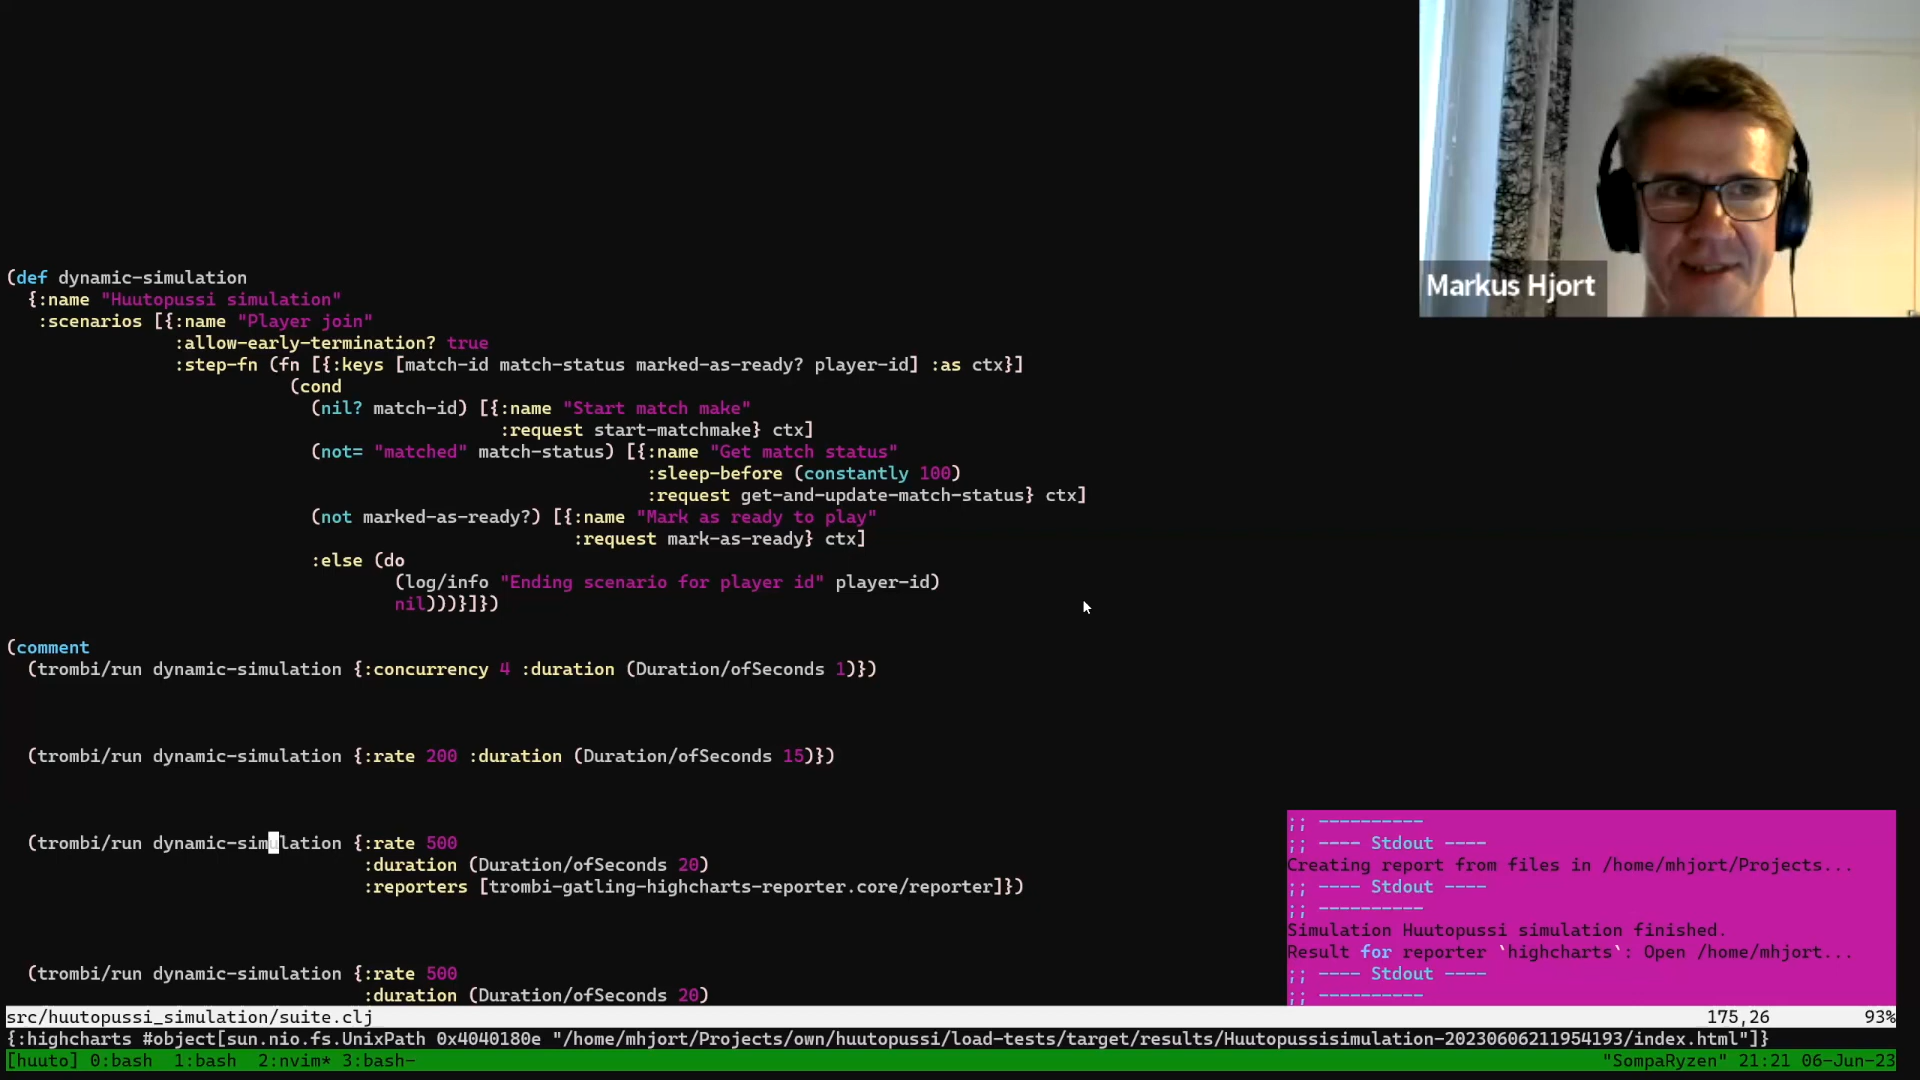 Markus Hjort
(def dynamic-simulation
{:name "Huutopussi simulation"
:scenarios [{:name "Player join"
:allow-early-termination? true
:step-fn (fn [{:keys [match-id match-status marked-as-ready? player-id] :as ctx}]
(cond
(nil? match-id) [{:name "Start match make"
:request start-matchmake} ctx]
(not= "matched" match-status) [{:name "Get match status"
:sleep-before (constantly 100)
:request get-and-update-match-status} ctx]
(not marked-as-ready?) [{:name "Mark as ready to play"
:request mark-as-ready} ctx]
:else (do
(log/info "Ending scenario for player id" player-id)
nil)))}]})
(comment
(trombi/run dynamic-simulation {:concurrency 4 :duration (Duration/ofSeconds 1)})
(trombi/run dynamic-simulation {:rate 200 :duration (Duration/ofSeconds 15)})
(trombi/run dynamic-simulation {:rate 500
:duration (Duration/ofSeconds 20)
:reporters [trombi-gatling-highcharts-reporter.core/reporter]})
(trombi/run dynamic-simulation {:rate 500
:duration (Duration/ofSeconds 20)
;; ----------
;; ---- Stdout ----
Creating report from files in /home/mhjort/Projects...
;; ---- Stdout ----
;; ----------
Simulation Huutopussi simulation finished.
Result for reporter `highcharts`: Open /home/mhjort...
;; ---- Stdout ----
;; ----------
src/huutopussi_simulation/suite.clj 175,26 93%
{:highcharts #object[sun.nio.fs.UnixPath 0x4040180e "/home/mhjort/Projects/own/huutopussi/load-tests/target/results/Huutopussisimulation-20230606211954193/index.html"]}
[huuto] 0:bash 1:bash 2:nvim* 3:bash- "SompaRyzen" 21:21 06-Jun-23